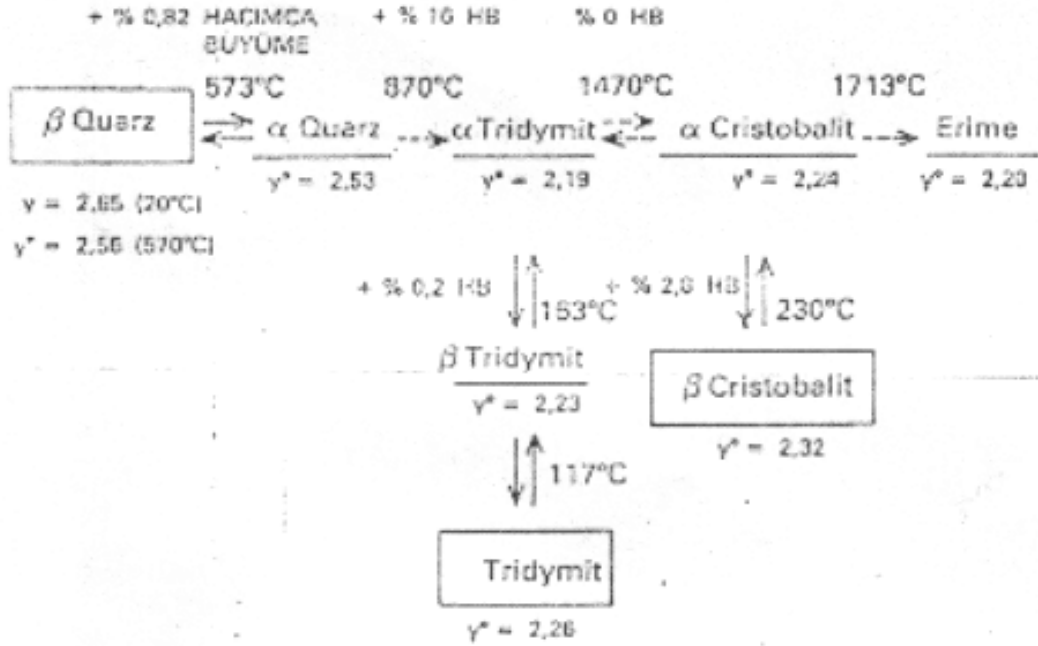 + % 0,82 HACIMCA + % 16 HB % 0 HB
BÜYÜME
573°C 870°C 1470°C 1713°C
β Quarz α Quarz α Tridymit α Cristobalit Erime
γ* = 2,53 γ* = 2,19 γ* = 2,24 γ* = 2,20
γ = 2,65 (20°C)
γ* = 2,56 (570°C)
+ % 0,2 HB 163°C + % 2,8 HB 230°C
β Tridymit β Cristobalit
γ* = 2,23
γ* = 2,32
117°C
Tridymit
γ* = 2,26